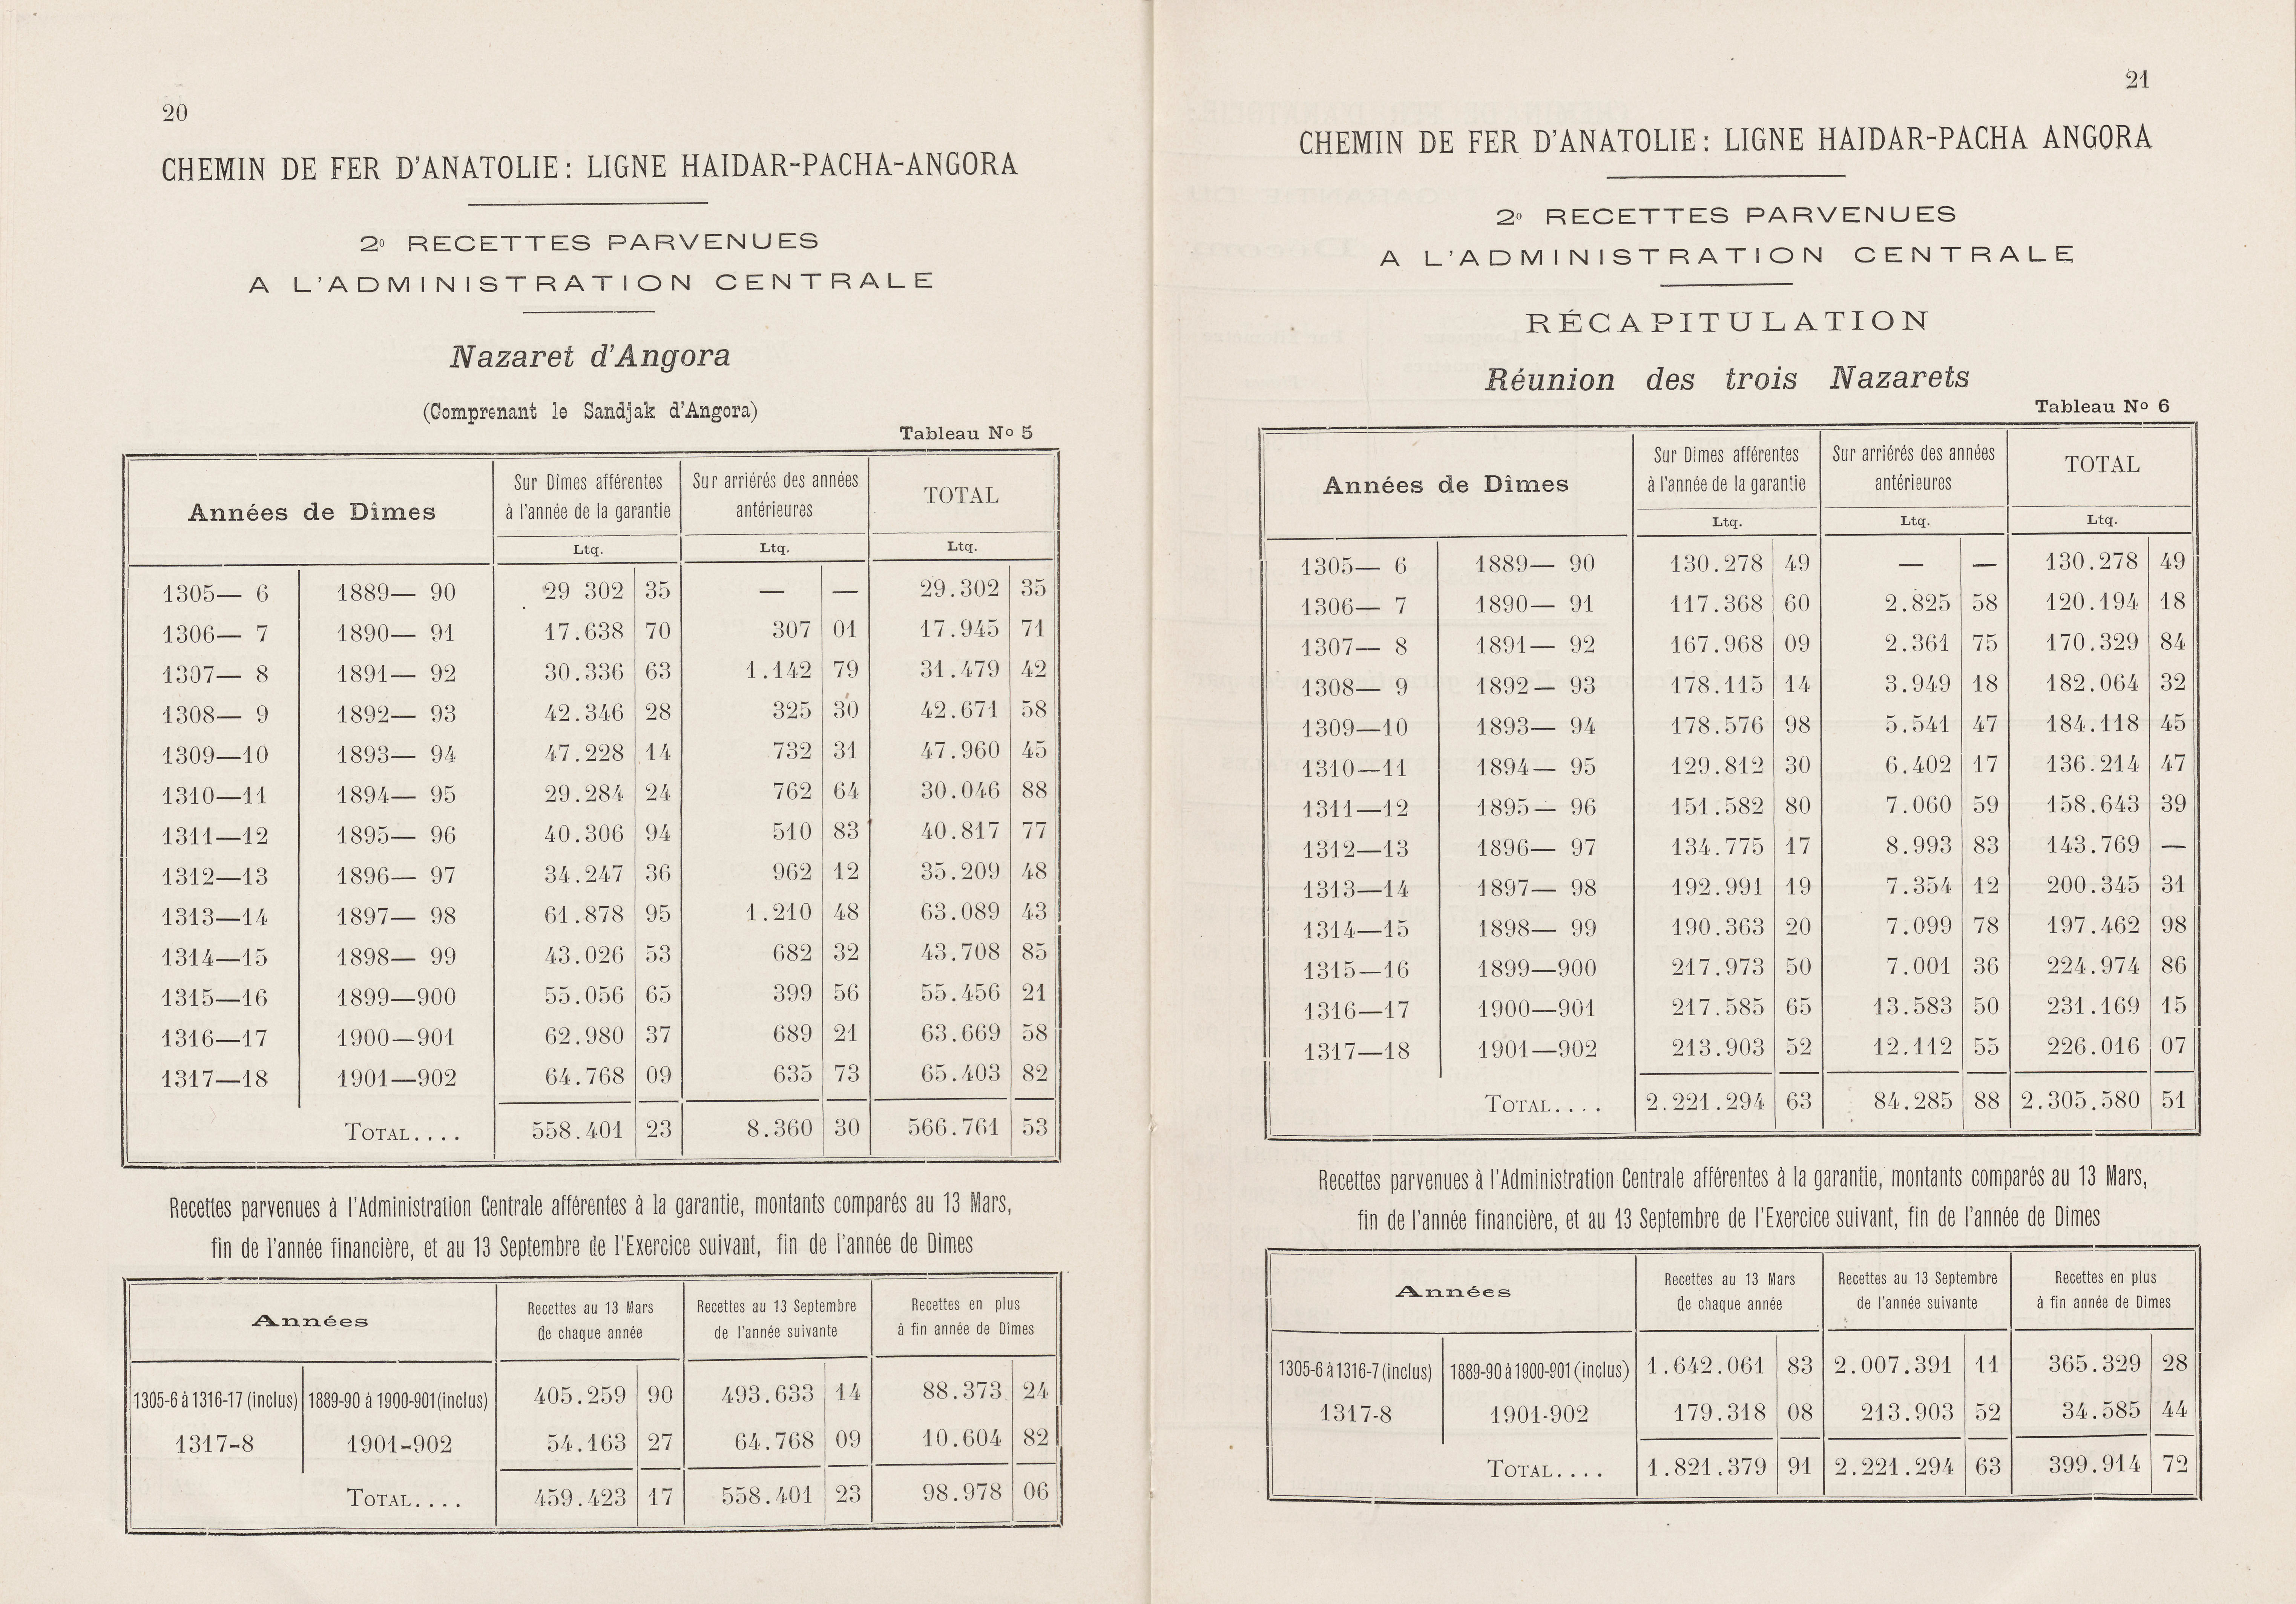 20
CHEMIN DE FER D'ANATOLIE: LIGNE HAIDAR-PACHA-ANGORA
2º RECETTES PARVENUES
A L'ADMINISTRATION CENTRALE
Nazaret d'Angora
(Comprenant le Sandjak d'Angora)
Tableau Nº 5
Années de Dîmes | Sur Dîmes afférentes à l'année de la garantie | Sur arriérés des années antérieures | TOTAL
Ltq. | Ltq. | Ltq.
1305— 6 | 1889— 90 | 29 302 35 | — — | 29.302 35
1306— 7 | 1890— 91 | 17.638 70 | 307 01 | 17.945 71
1307— 8 | 1891— 92 | 30.336 63 | 1.142 79 | 31.479 42
1308— 9 | 1892— 93 | 42.346 28 | 325 30 | 42.671 58
1309—10 | 1893— 94 | 47.228 14 | 732 31 | 47.960 45
1310—11 | 1894— 95 | 29.284 24 | 762 64 | 30.046 88
1311—12 | 1895— 96 | 40.306 94 | 510 83 | 40.817 77
1312—13 | 1896— 97 | 34.247 36 | 962 12 | 35.209 48
1313—14 | 1897— 98 | 61.878 95 | 1.210 48 | 63.089 43
1314—15 | 1898— 99 | 43.026 53 | 682 32 | 43.708 85
1315—16 | 1899—900 | 55.056 65 | 399 56 | 55.456 21
1316—17 | 1900—901 | 62.980 37 | 689 21 | 63.669 58
1317—18 | 1901—902 | 64.768 09 | 635 73 | 65.403 82
TOTAL.... | 558.401 23 | 8.360 30 | 566.761 53
Recettes parvenues à l'Administration Centrale afférentes à la garantie, montants comparés au 13 Mars,
fin de l'année financière, et au 13 Septembre de l'Exercice suivant, fin de l'année de Dîmes
Années | Recettes au 13 Mars de chaque année | Recettes au 13 Septembre de l'année suivante | Recettes en plus à fin année de Dîmes
1305-6 à 1316-17 (inclus) | 1889-90 à 1900-901 (inclus) | 405.259 90 | 493.633 14 | 88.373 24
1317-8 | 1901-902 | 54.163 27 | 64.768 09 | 10.604 82
TOTAL.... | 459.423 17 | 558.401 23 | 98.978 06
21
CHEMIN DE FER D'ANATOLIE: LIGNE HAIDAR-PACHA ANGORA
2º RECETTES PARVENUES
A L'ADMINISTRATION CENTRALE
RÉCAPITULATION
Réunion des trois Nazarets
Tableau Nº 6
Années de Dîmes | Sur Dîmes afférentes à l'année de la garantie | Sur arriérés des années antérieures | TOTAL
Ltq. | Ltq. | Ltq.
1305— 6 | 1889— 90 | 130.278 49 | — — | 130.278 49
1306— 7 | 1890— 91 | 117.368 60 | 2.825 58 | 120.194 18
1307— 8 | 1891— 92 | 167.968 09 | 2.361 75 | 170.329 84
1308— 9 | 1892— 93 | 178.115 14 | 3.949 18 | 182.064 32
1309—10 | 1893— 94 | 178.576 98 | 5.541 47 | 184.118 45
1310—11 | 1894— 95 | 129.812 30 | 6.402 17 | 136.214 47
1311—12 | 1895— 96 | 151.582 80 | 7.060 59 | 158.643 39
1312—13 | 1896— 97 | 134.775 17 | 8.993 83 | 143.769 —
1313—14 | 1897— 98 | 192.991 19 | 7.354 12 | 200.345 31
1314—15 | 1898— 99 | 190.363 20 | 7.099 78 | 197.462 98
1315—16 | 1899—900 | 217.973 50 | 7.001 36 | 224.974 86
1316—17 | 1900—901 | 217.585 65 | 13.583 50 | 231.169 15
1317—18 | 1901—902 | 213.903 52 | 12.112 55 | 226.016 07
TOTAL.... | 2.221.294 63 | 84.285 88 | 2.305.580 51
Recettes parvenues à l'Administration Centrale afférentes à la garantie, montants comparés au 13 Mars,
fin de l'année financière, et au 13 Septembre de l'Exercice suivant, fin de l'année de Dîmes
Années | Recettes au 13 Mars de chaque année | Recettes au 13 Septembre de l'année suivante | Recettes en plus à fin année de Dîmes
1305-6 à 1316-7 (inclus) | 1889-90 à 1900-901 (inclus) | 1.642.061 83 | 2.007.391 11 | 365.329 28
1317-8 | 1901-902 | 179.318 08 | 213.903 52 | 34.585 44
TOTAL.... | 1.821.379 91 | 2.221.294 63 | 399.914 72